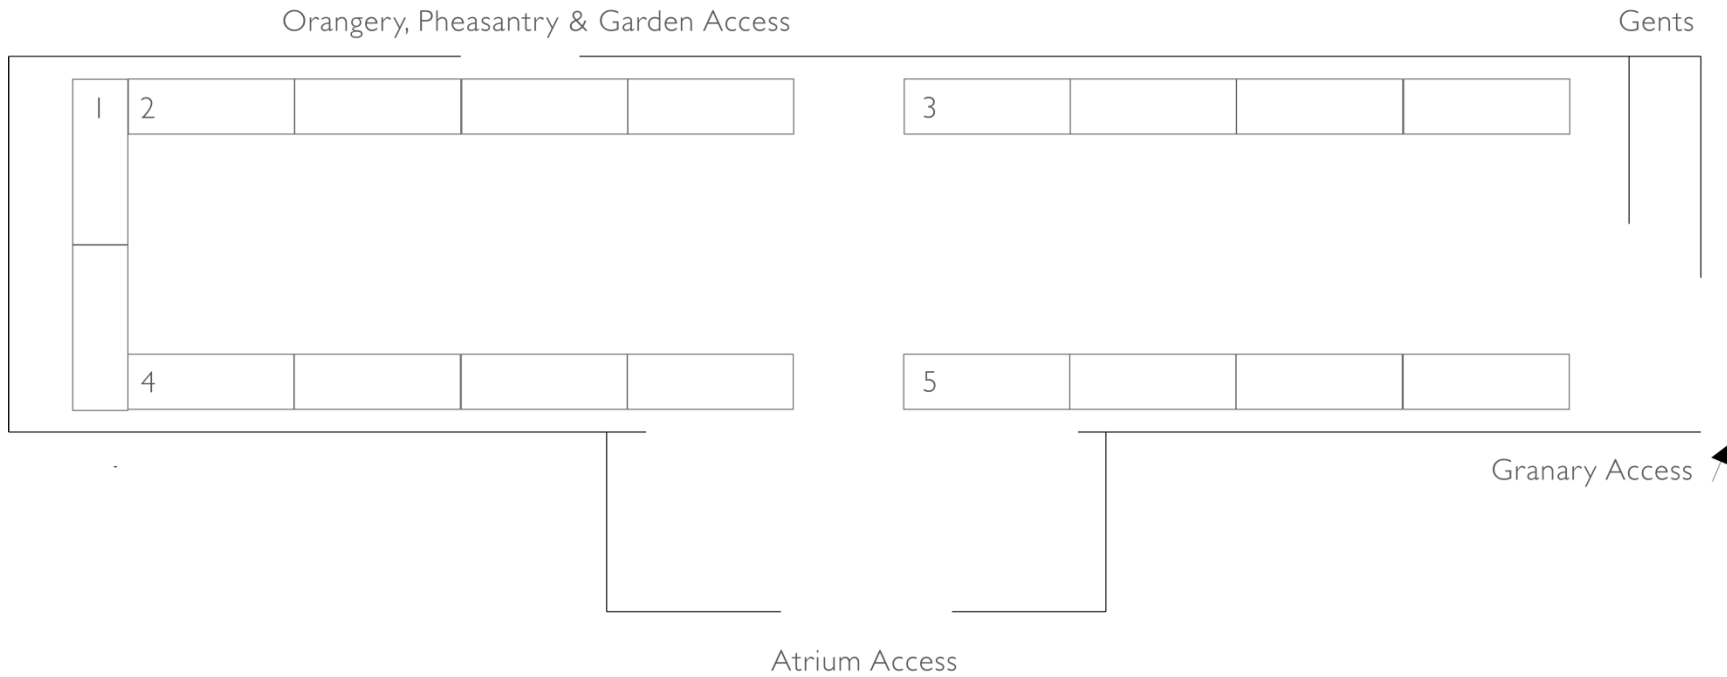 Orangery, Pheasantry & Garden Access
Gents
1
2
3
4
5
Granary Access
Atrium Access